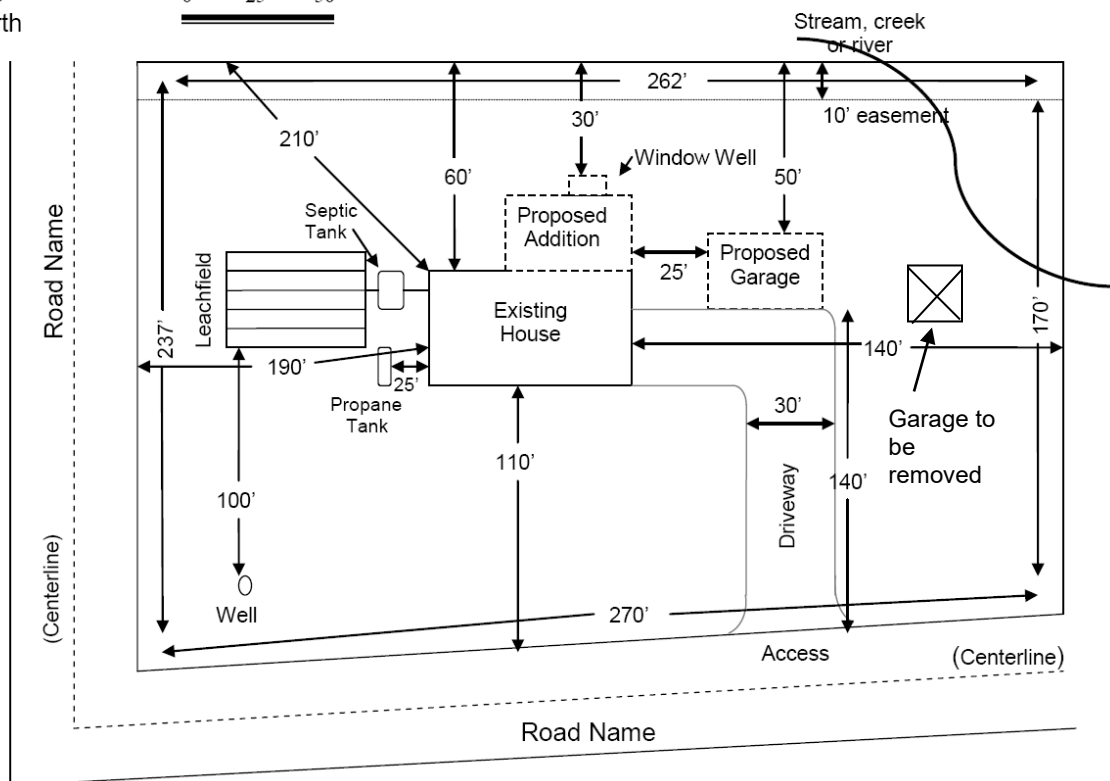 rth
Stream, creek
or river
262'
10' easement
210'
30'
60'
Window Well
50'
Septic
Tank
Proposed
Addition
25'
Proposed
Garage
Road Name
Leachfield
237'
Existing
House
170'
190'
25'
140'
Propane
Tank
30'
Garage to
be
removed
110'
140'
100'
Driveway
(Centerline)
Well
270'
Access
(Centerline)
Road Name